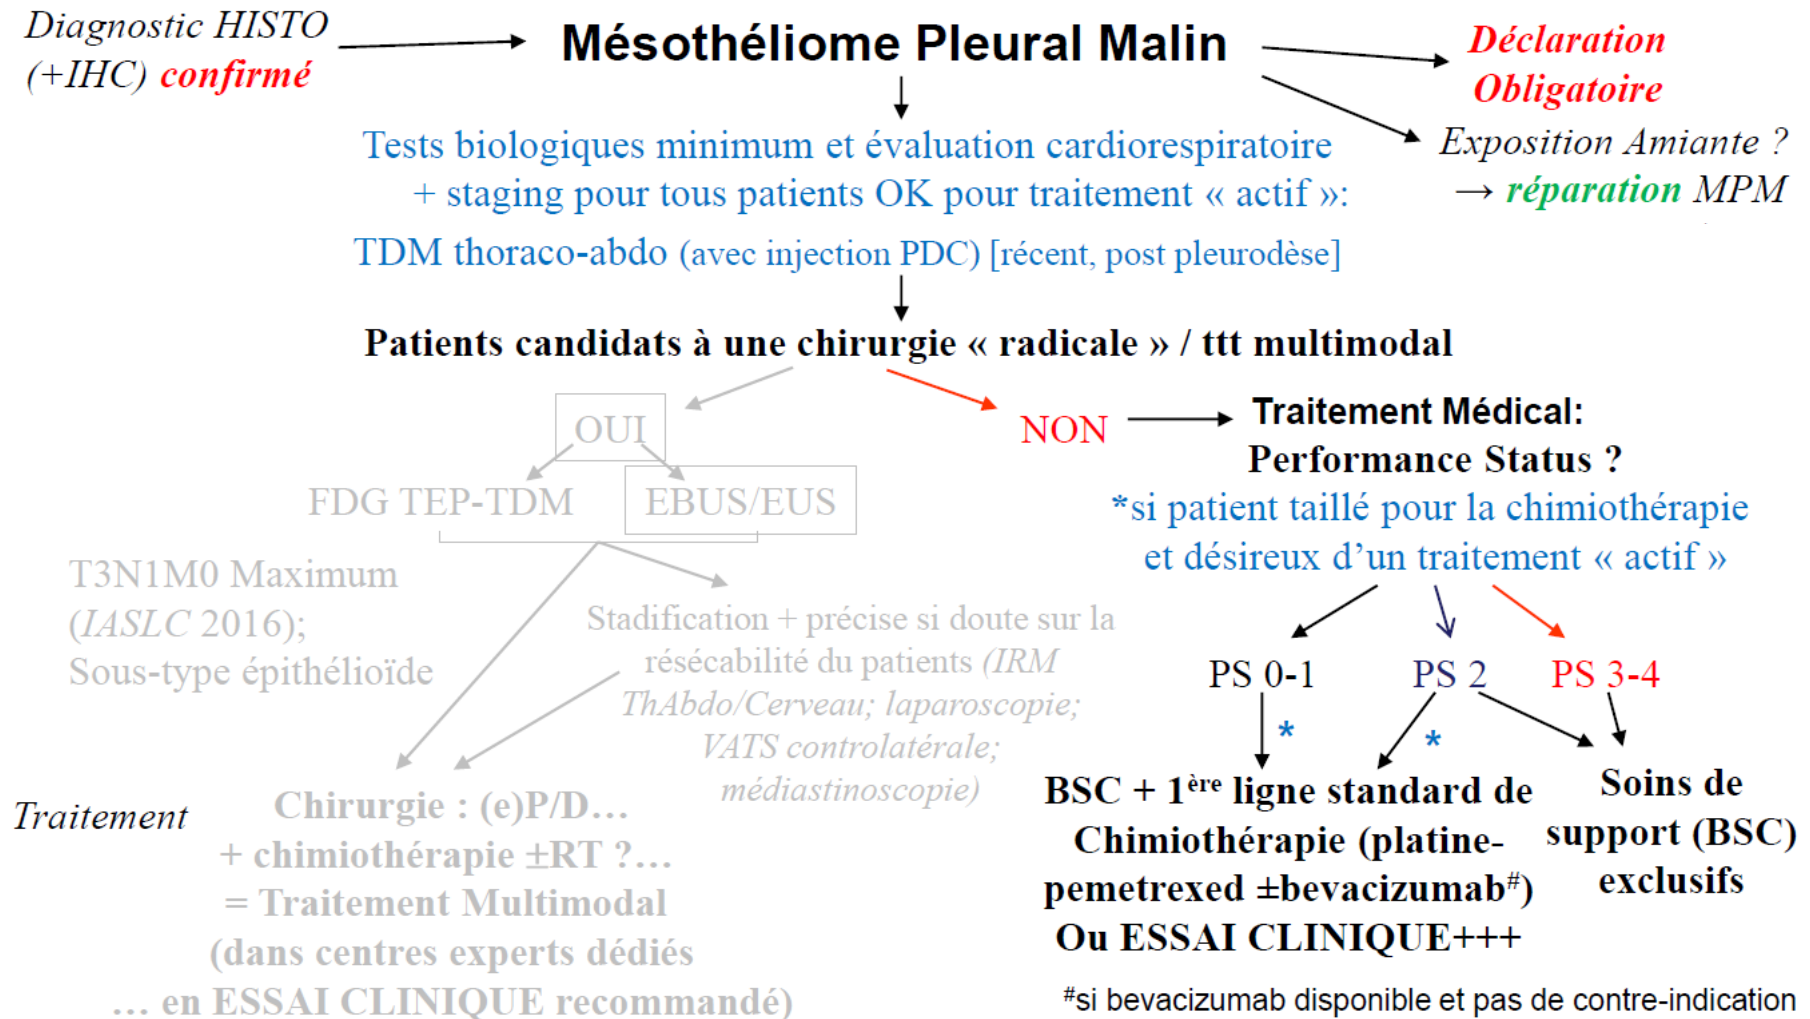 Diagnostic HISTO
(+IHC) confirmé
Mésothéliome Pleural Malin
Déclaration
Obligatoire
Exposition Amiante ?
→ réparation MPM
Tests biologiques minimum et évaluation cardiorespiratoire
+ staging pour tous patients OK pour traitement « actif »:
TDM thoraco-abdo (avec injection PDC) [récent, post pleurodèse]
Patients candidats à une chirurgie « radicale » / ttt multimodal
OUI
NON
FDG TEP-TDM
EBUS/EUS
T3N1M0 Maximum
(IASLC 2016);
Sous-type épithélioïde
Stadification + précise si doute sur la
résécabilité du patients (IRM
ThAbdo/Cerveau; laparoscopie;
VATS controlatérale;
médiastinoscopie)
Traitement Médical:
Performance Status ?
*si patient taillé pour la chimiothérapie
et désireux d’un traitement « actif »
PS 0-1
PS 2
PS 3-4
*
*
Traitement
Chirurgie : (e)P/D…
+ chimiothérapie ±RT ?…
= Traitement Multimodal
(dans centres experts dédiés
… en ESSAI CLINIQUE recommandé)
BSC + 1ère ligne standard de
Chimiothérapie (platine-
pemetrexed ±bevacizumab#)
Ou ESSAI CLINIQUE+++
Soins de
support (BSC)
exclusifs
#si bevacizumab disponible et pas de contre-indication